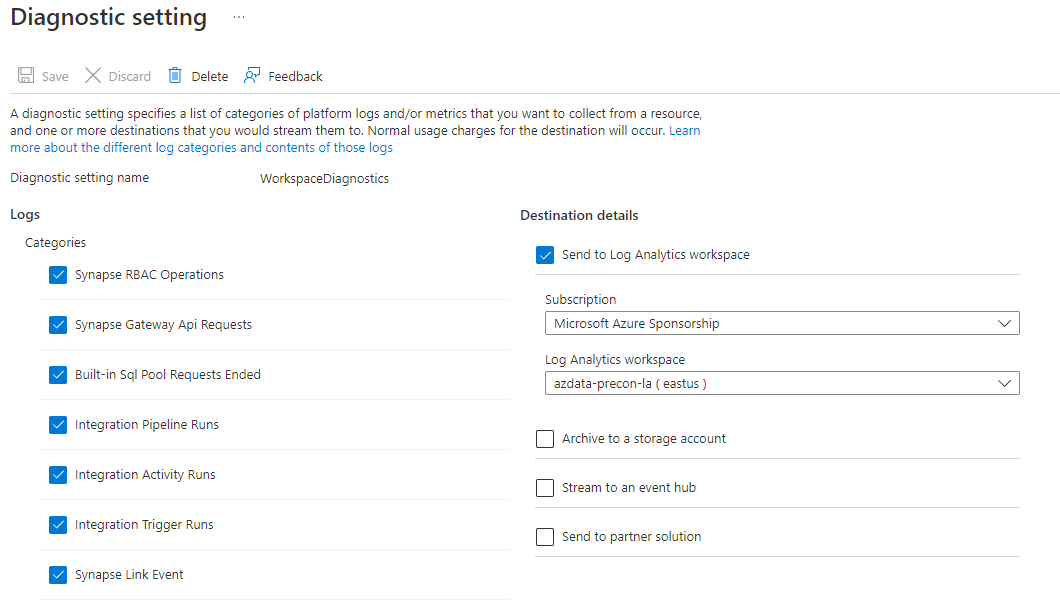 Diagnostic setting ...
Save Discard Delete Feedback
A diagnostic setting specifies a list of categories of platform logs and/or metrics that you want to collect from a resource,
and one or more destinations that you would stream them to. Normal usage charges for the destination will occur. Learn
more about the different log categories and contents of those logs
Diagnostic setting name WorkspaceDiagnostics
Logs
Categories
Synapse RBAC Operations
Synapse Gateway Api Requests
Built-in Sql Pool Requests Ended
Integration Pipeline Runs
Integration Activity Runs
Integration Trigger Runs
Synapse Link Event
Destination details
Send to Log Analytics workspace
Subscription
Microsoft Azure Sponsorship
Log Analytics workspace
azdata-precon-la ( eastus )
Archive to a storage account
Stream to an event hub
Send to partner solution